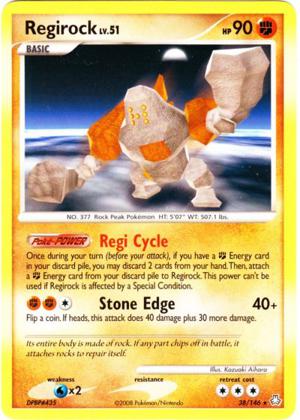 Regirock LV.51
HP 90
BASIC
NO. 377 Rock Peak Pokémon HT: 5'07" WT: 507.1 lbs.
Poké-POWER Regi Cycle
Once during your turn (before your attack), if you have a Energy card
in your discard pile, you may discard 2 cards from your hand. Then, attach
a Energy card from your discard pile to Regirock. This power can't be
used if Regirock is affected by a Special Condition.
Stone Edge 40+
Flip a coin. If heads, this attack does 40 damage plus 30 more damage.
Its entire body is made of rock. If any part chips off in battle, it
attaches rocks to repair itself.
Illus. Kazuaki Aihara
weakness resistance retreat cost
×2
DPBP#435 ©2008 Pokémon/Nintendo 38/146